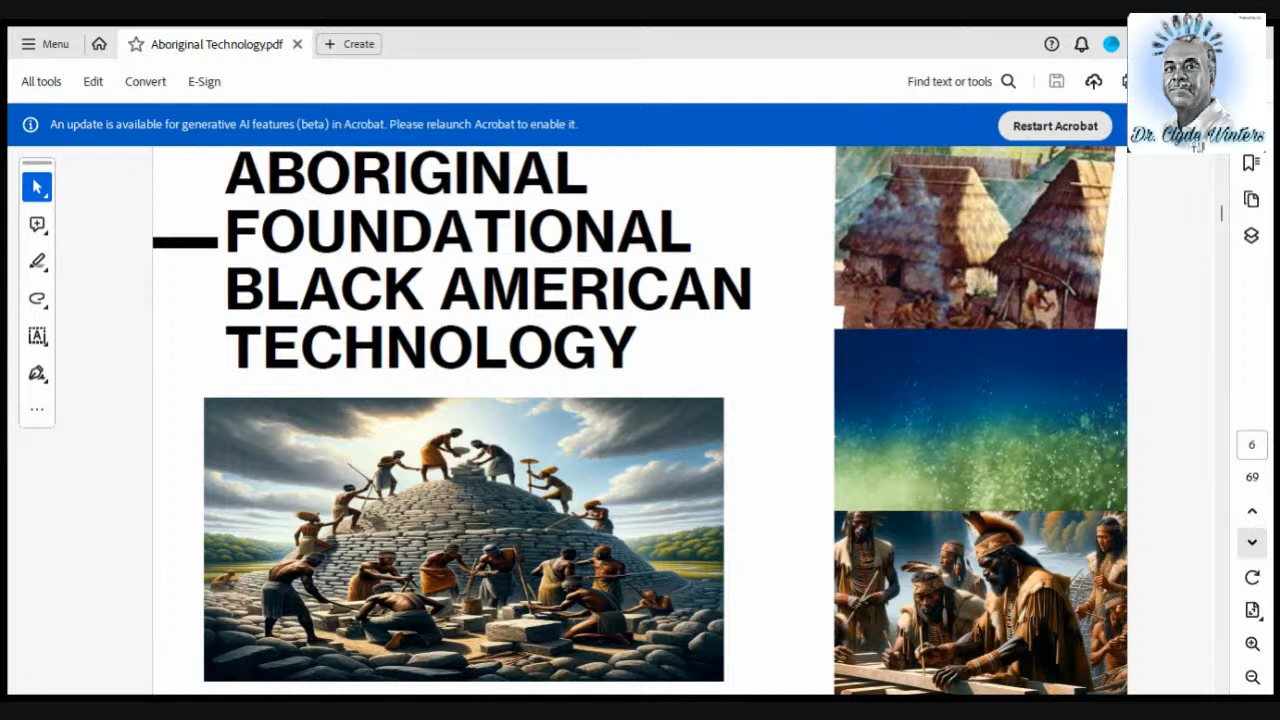 Menu
Aboriginal Technology.pdf
Create
All tools
Edit
Convert
E-Sign
Find text or tools
An update is available for generative AI features (beta) in Acrobat. Please relaunch Acrobat to enable it.
Restart Acrobat
Dr. Clyde Winters
ABORIGINAL
FOUNDATIONAL
BLACK AMERICAN
TECHNOLOGY
6
69